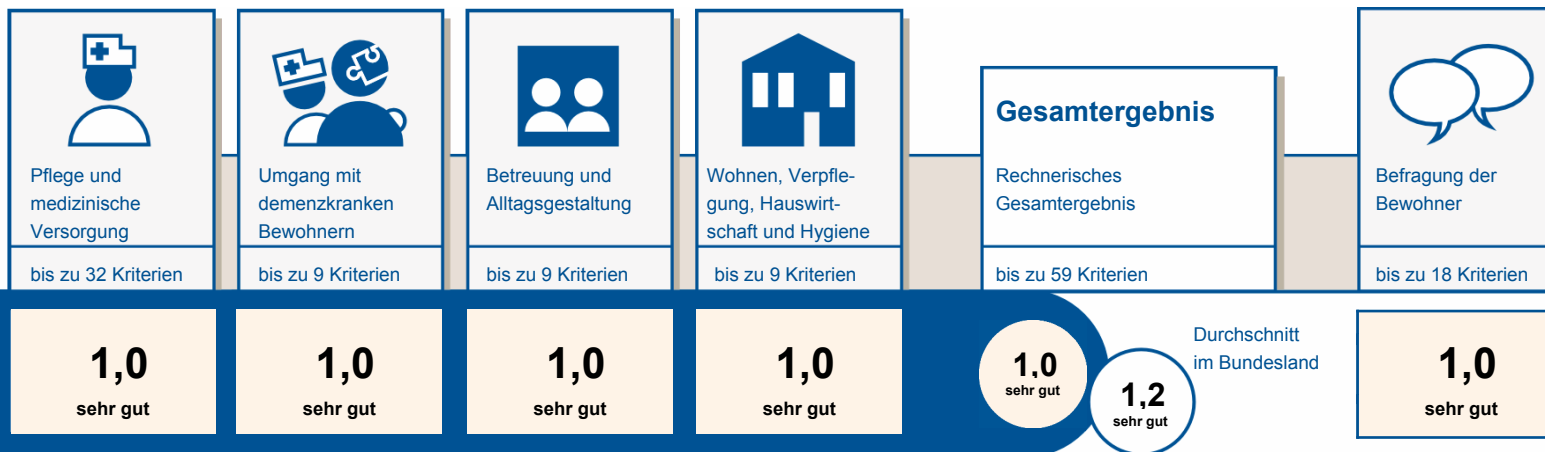 Pflege und
medizinische
Versorgung
bis zu 32 Kriterien
1,0
sehr gut
Umgang mit
demenzkranken
Bewohnern
bis zu 9 Kriterien
1,0
sehr gut
Betreuung und
Alltagsgestaltung
bis zu 9 Kriterien
1,0
sehr gut
Wohnen, Verpfle-
gung, Hauswirt-
schaft und Hygiene
bis zu 9 Kriterien
1,0
sehr gut
Gesamtergebnis
Rechnerisches
Gesamtergebnis
bis zu 59 Kriterien
1,0
sehr gut
Durchschnitt
im Bundesland
1,2
sehr gut
Befragung der
Bewohner
bis zu 18 Kriterien
1,0
sehr gut